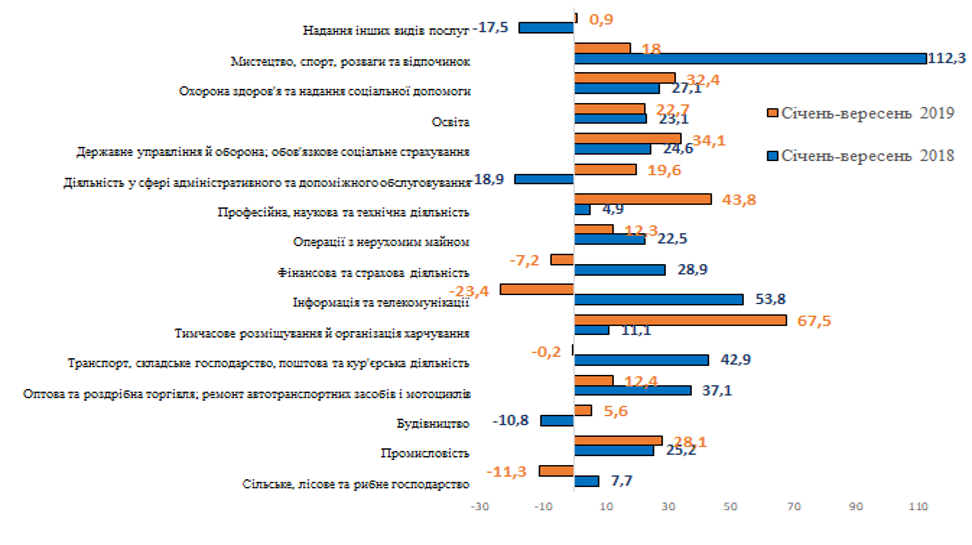 Надання інших видів послуг -17,5 0,9
Мистецтво, спорт, розваги та відпочинок 18 112,3
Охорона здоров'я та надання соціальної допомоги 32,4 27,1
Освіта 22,7 23,1
Січень-вересень 2019
Державне управління й оборона; обов'язкове соціальне страхування 34,1 24,6
Січень-вересень 2018
Діяльність у сфері адміністративного та допоміжного обслуговування -18,9 19,6
Професійна, наукова та технічна діяльність 43,8 4,9
Операції з нерухомим майном 12,3 22,5
Фінансова та страхова діяльність -7,2 28,9
Інформація та телекомунікації -23,4 53,8
Тимчасове розміщування й організація харчування 67,5 11,1
Транспорт, складське господарство, поштова та кур'єрська діяльність -0,2 42,9
Оптова та роздрібна торгівля; ремонт автотранспортних засобів і мотоциклів 12,4 37,1
Будівництво -10,8 5,6
Промисловість 28,1 25,2
Сільське, лісове та рибне господарство -11,3 7,7
-30 -10 10 30 50 70 90 110